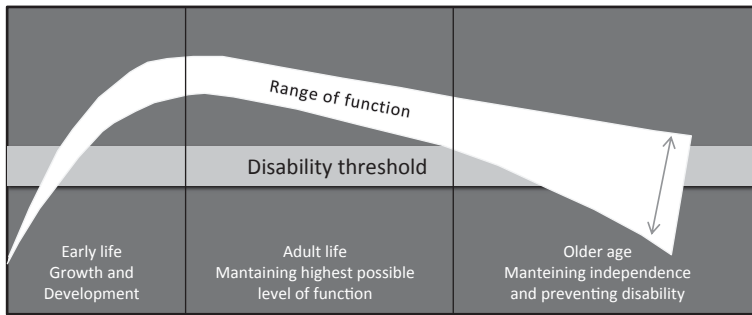 Range of function
Disability threshold
Early life
Growth and
Development
Adult life
Mantaining highest possible
level of function
Older age
Manteining independence
and preventing disability